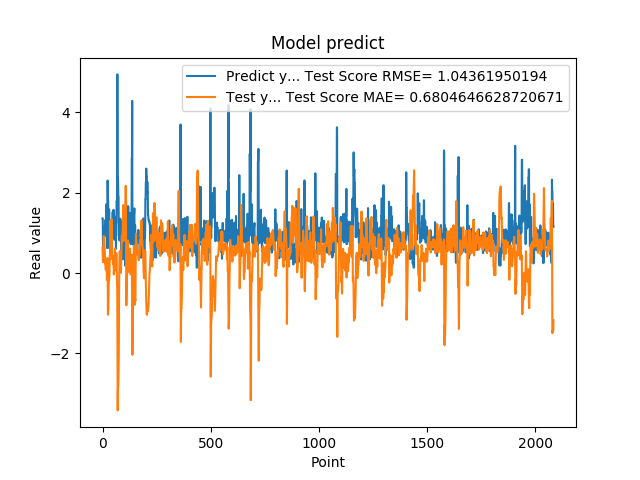 Model predict
Predict y... Test Score RMSE= 1.04361950194
Test y... Test Score MAE= 0.6804646628720671
Real value
4
2
0
−2
0 500 1000 1500 2000
Point